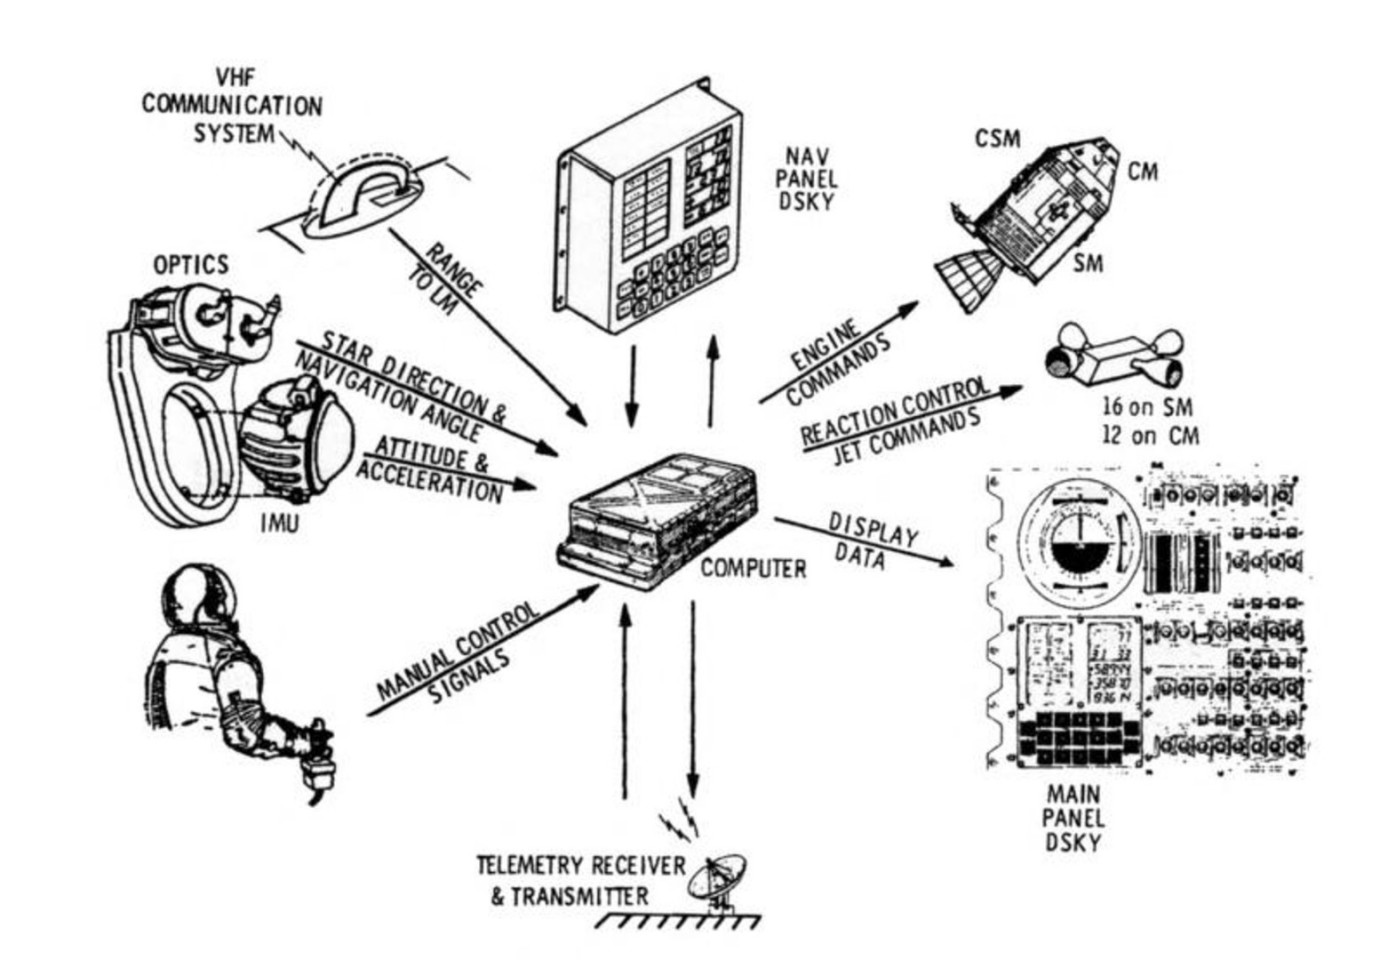 VHF
COMMUNICATION
SYSTEM
NAV
PANEL
DSKY
CSM
CM
SM
OPTICS
RANGE
TO LM
STAR DIRECTION &
NAVIGATION ANGLE
ATTITUDE &
ACCELERATION
IMU
ENGINE
COMMANDS
REACTION CONTROL
JET COMMANDS
16 on SM
12 on CM
DISPLAY
DATA
COMPUTER
MANUAL CONTROL
SIGNALS
MAIN
PANEL
DSKY
TELEMETRY RECEIVER
& TRANSMITTER